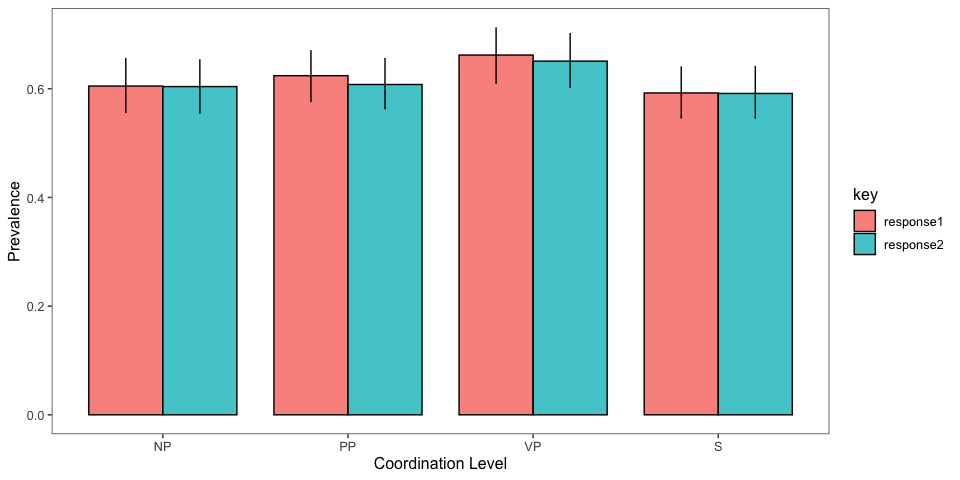 Prevalence
0.6
0.4
0.2
0.0
NP
PP
VP
S
Coordination Level
key
response1
response2